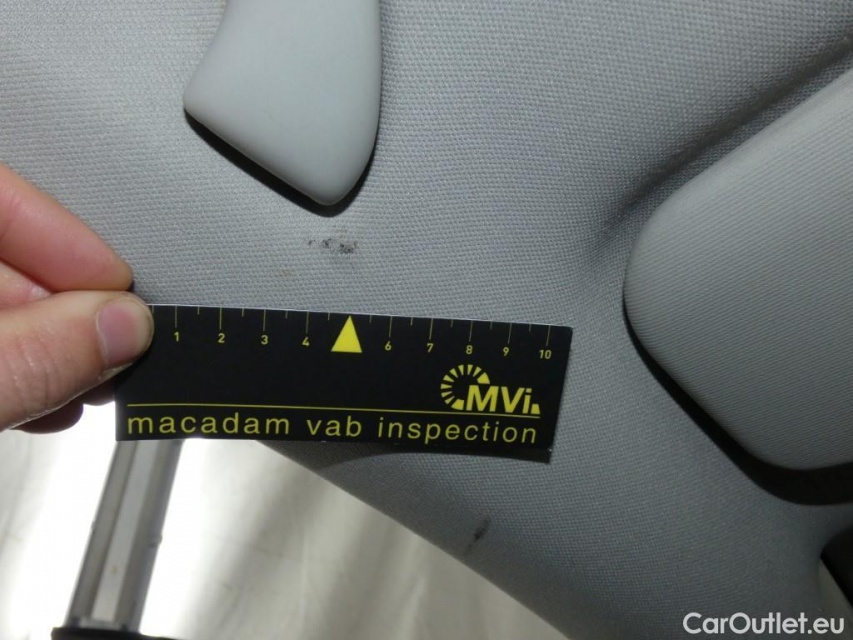 1 2 3 4 6 7 8 9 10
MVi
macadam vab inspection
CarOutlet.eu